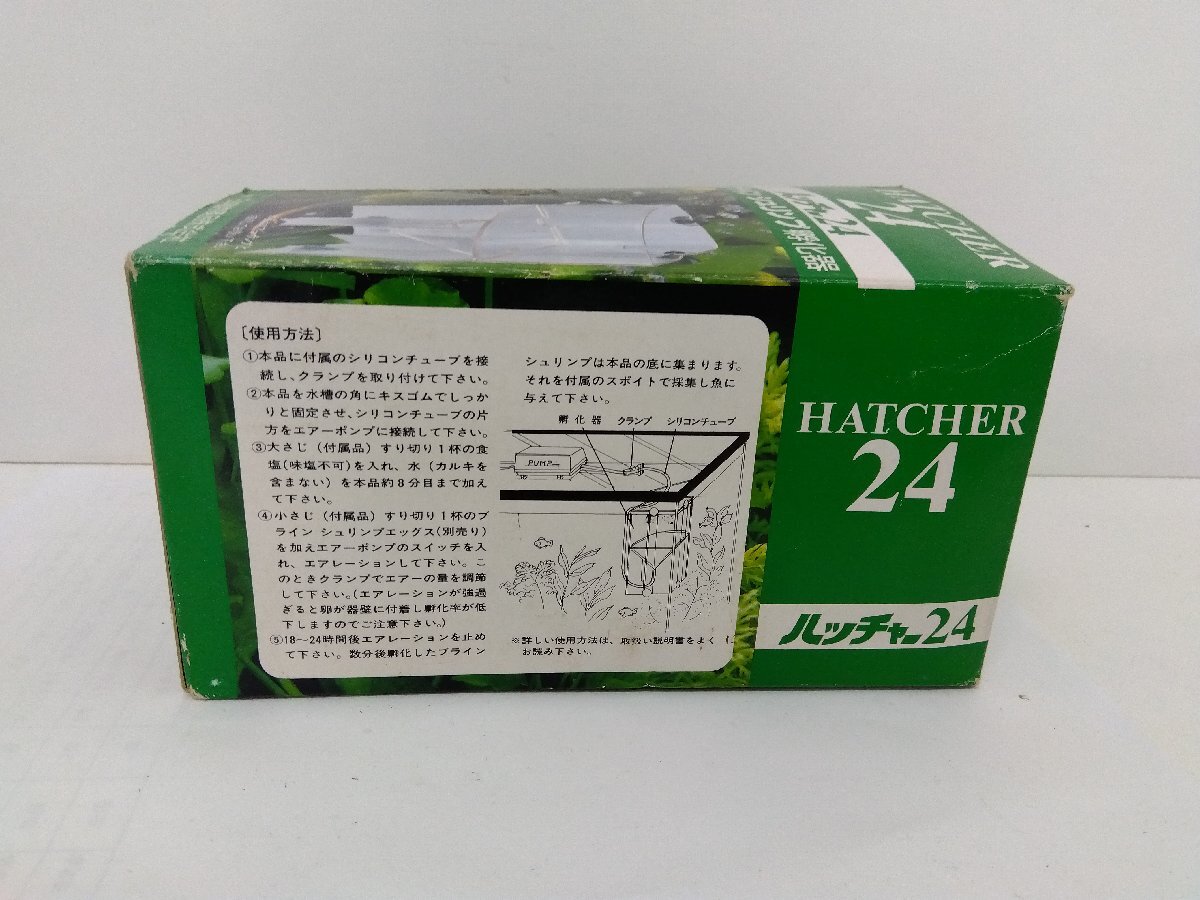 〔使用方法〕
①本品に付属のシリコンチューブを接
続し、クランプを取り付けて下さい。
②本品を水槽の角にキスゴムでしっか
りと固定させ、シリコンチューブの片
方をエアーポンプに接続して下さい。
③大さじ（付属品）すり切り1杯の食
塩(味塩不可)を入れ、水（カルキを
含まない）を本品約8分目まで加え
て下さい。
④小さじ（付属品）すり切り1杯のブ
ライン シュリンプエッグス(別売り)
を加えエアーポンプのスイッチを入
れ、エアレーションして下さい。こ
のときクランプでエアーの量を調節
して下さい。(エアレーションが強過
ぎると卵が器壁に付着し孵化率が低
下しますのでご注意下さい。)
⑤18〜24時間後エアレーションを止め
て下さい。数分後孵化したブライン
シュリンプは本品の底に集まります。
それを付属のスポイトで採集し魚に
与えて下さい。
孵化器 クランプ シリコンチューブ
PUMP
※詳しい使用方法は、取扱い説明書をよく
お読み下さい。
HATCHER
24
ハッチャー24
HATCHER
24